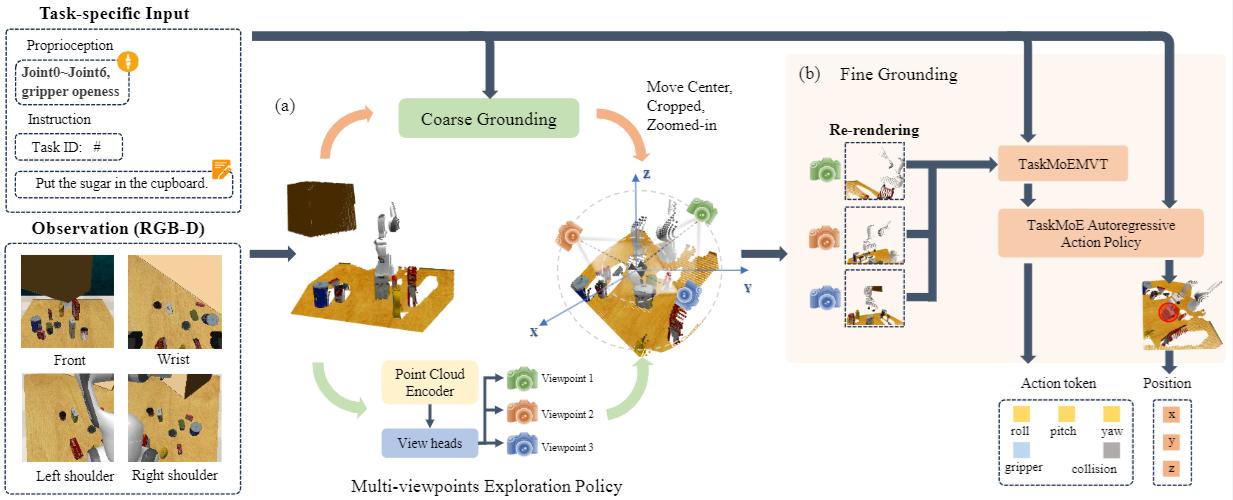 Task-specific Input
Proprioception
Joint0~Joint6,
gripper openess
Instruction
Task ID: #
Put the sugar in the cupboard.
Observation (RGB-D)
Front
Wrist
Left shoulder
Right shoulder
(a)
Coarse Grounding
Move Center,
Cropped,
Zoomed-in
Z
Y
X
Point Cloud
Encoder
View heads
Viewpoint 1
Viewpoint 2
Viewpoint 3
Multi-viewpoints Exploration Policy
(b) Fine Grounding
Re-rendering
TaskMoEMVT
TaskMoE Autoregressive
Action Policy
Action token
roll
pitch
yaw
gripper
collision
Position
x
y
z